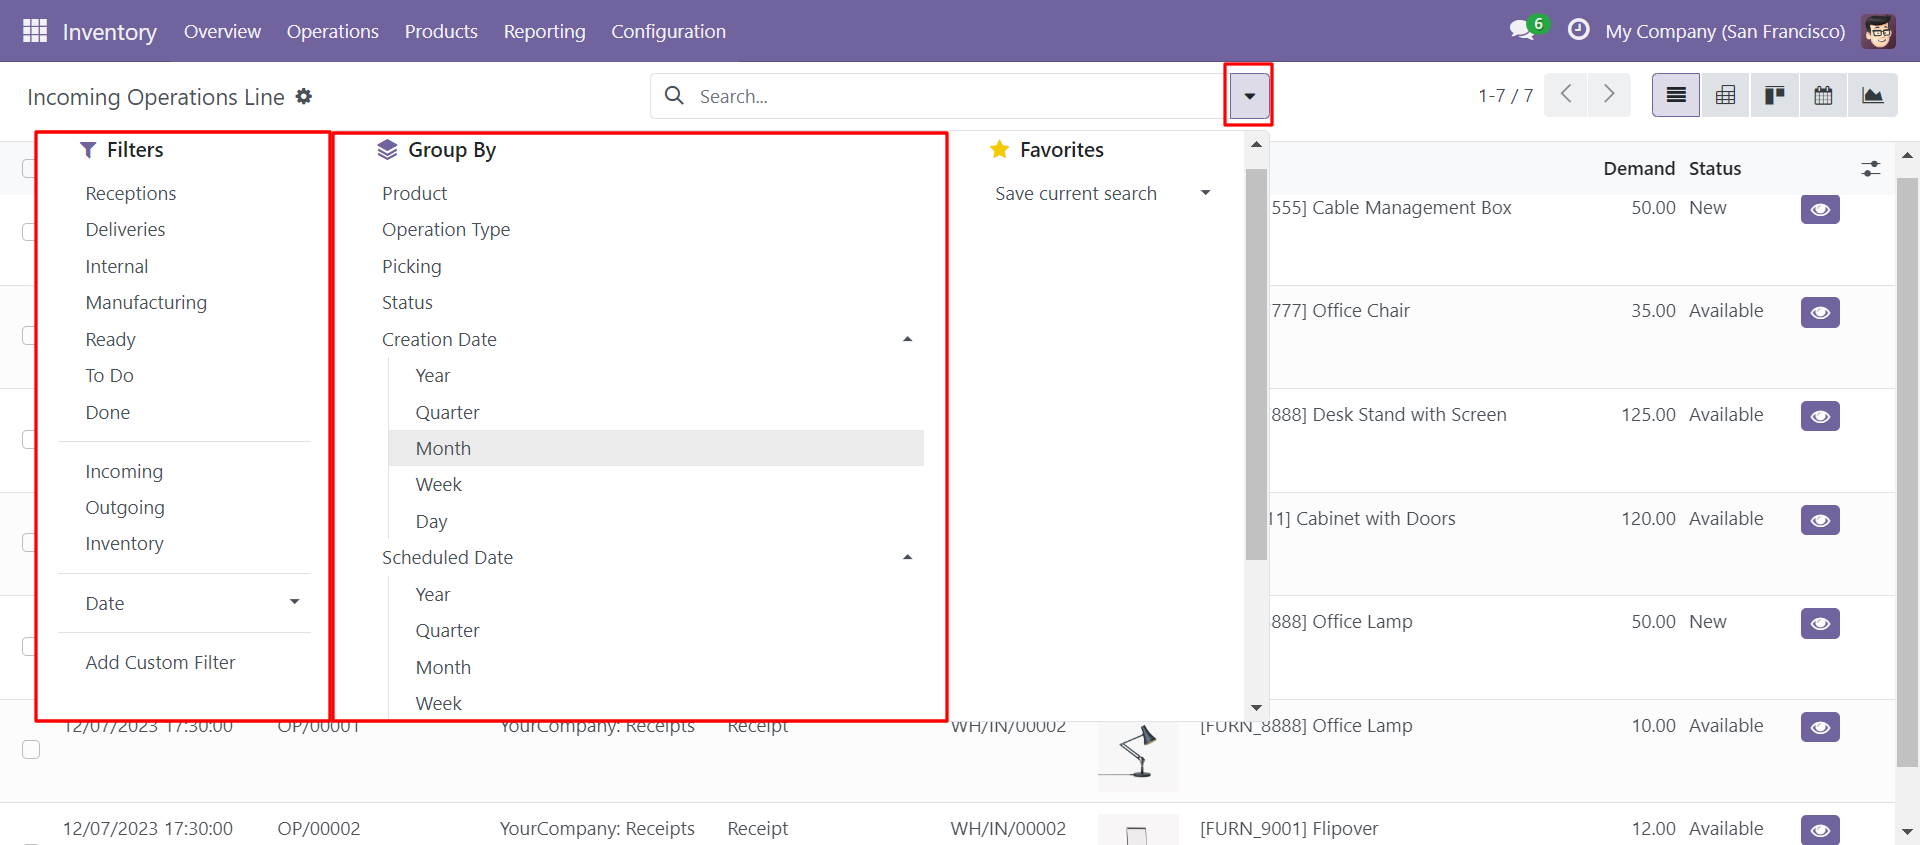 Inventory Overview Operations Products Reporting Configuration 6 My Company (San Francisco)
Incoming Operations Line Search... 1-7 / 7
Filters
Receptions
Deliveries
Internal
Manufacturing
Ready
To Do
Done
Incoming
Outgoing
Inventory
Date
Add Custom Filter
Group By
Product
Operation Type
Picking
Status
Creation Date
Year
Quarter
Month
Week
Day
Scheduled Date
Year
Quarter
Month
Week
Favorites
Save current search
Demand Status
555] Cable Management Box 50.00 New
777] Office Chair 35.00 Available
888] Desk Stand with Screen 125.00 Available
11] Cabinet with Doors 120.00 Available
888] Office Lamp 50.00 New
12/07/2023 17:30:00 OP/00001 YourCompany: Receipts Receipt WH/IN/00002 [FURN_8888] Office Lamp 10.00 Available
12/07/2023 17:30:00 OP/00002 YourCompany: Receipts Receipt WH/IN/00002 [FURN_9001] Flipover 12.00 Available